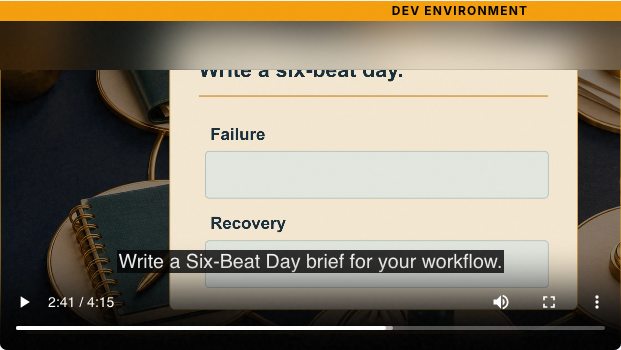 DEV ENVIRONMENT
Write a six-beat day.
Failure
Recovery
Write a Six-Beat Day brief for your workflow.
2:41 / 4:15